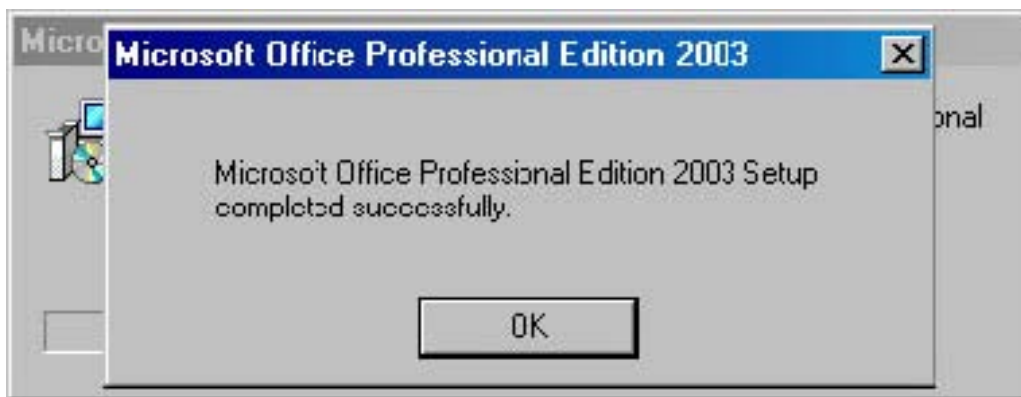 Micro
Microsoft Office Professional Edition 2003
onal
Microsoft Office Professional Edition 2003 Setup
completed successfully.
OK